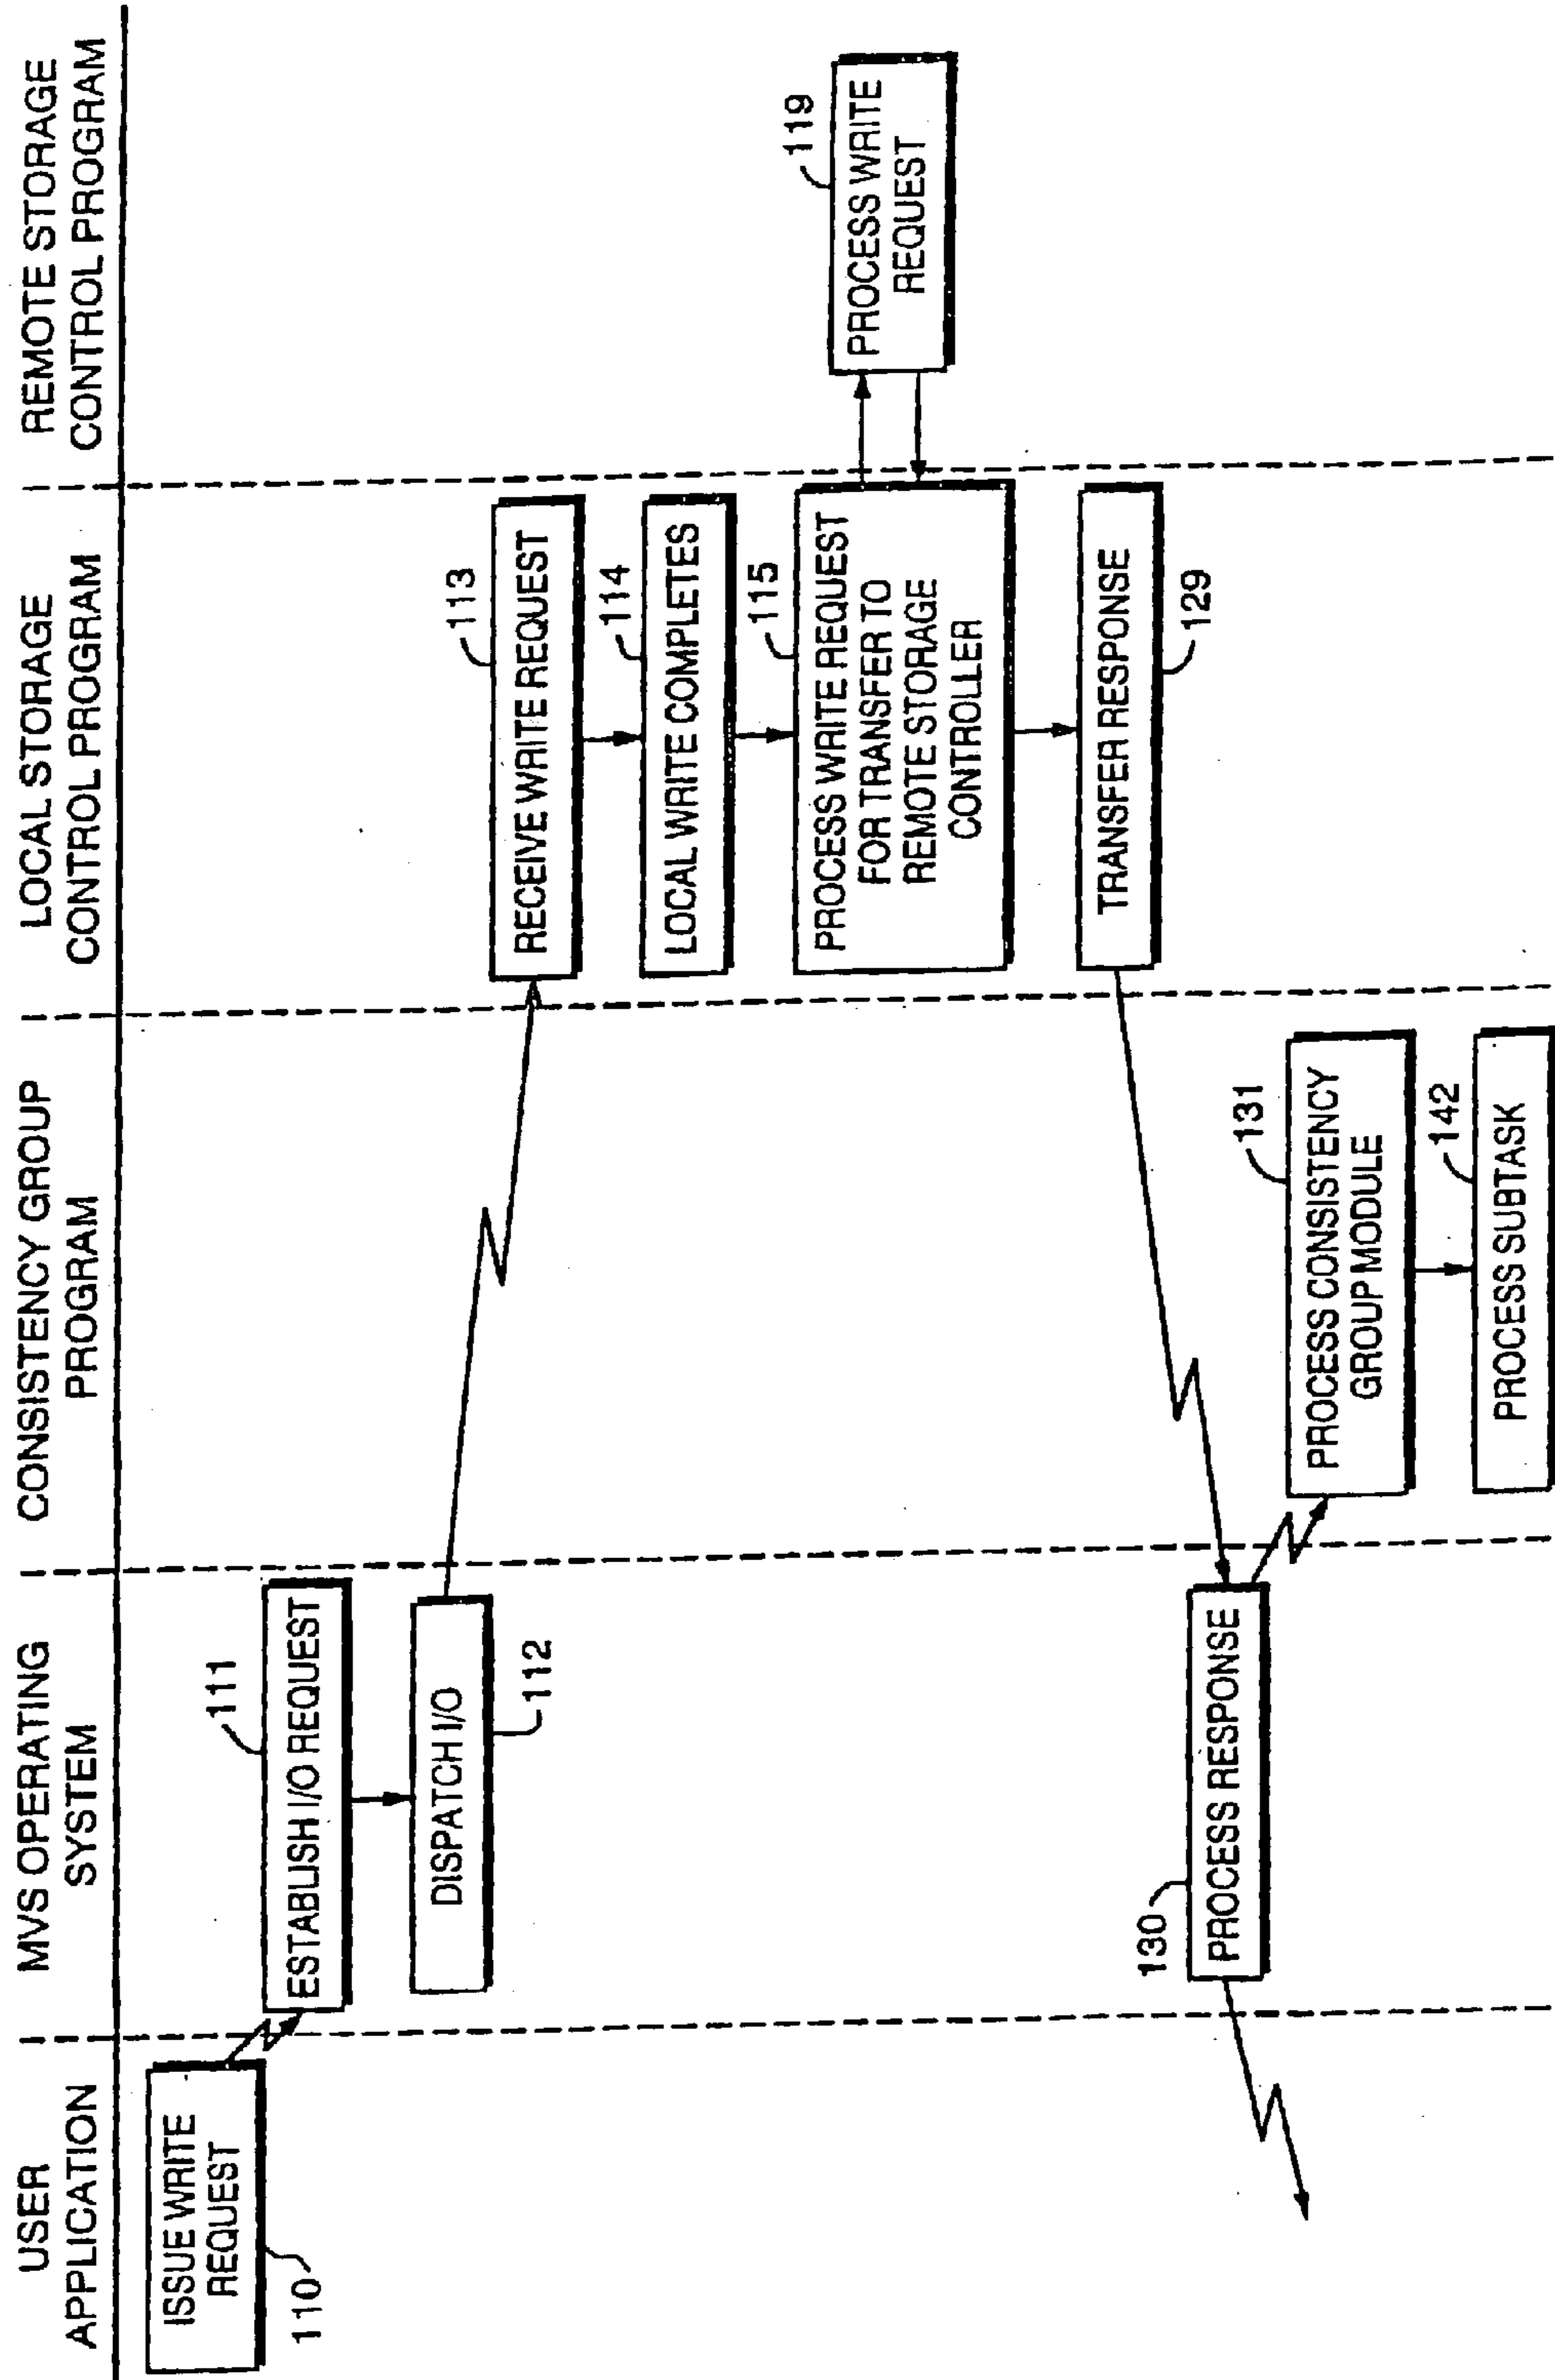 USER
APPLICATION
MVS OPERATING
SYSTEM
CONSISTENCY GROUP
PROGRAM
LOCAL STORAGE
CONTROL PROGRAM
REMOTE STORAGE
CONTROL PROGRAM
ISSUE WRITE
REQUEST
110
111
ESTABLISH I/O REQUEST
DISPATCH I/O
112
113
RECEIVE WRITE REQUEST
114
LOCAL WRITE COMPLETES
115
PROCESS WRITE REQUEST
FOR TRANSFER TO
REMOTE STORAGE
CONTROLLER
119
PROCESS WRITE
REQUEST
TRANSFER RESPONSE
129
130
PROCESS RESPONSE
131
PROCESS CONSISTENCY
GROUP MODULE
142
PROCESS SUBTASK